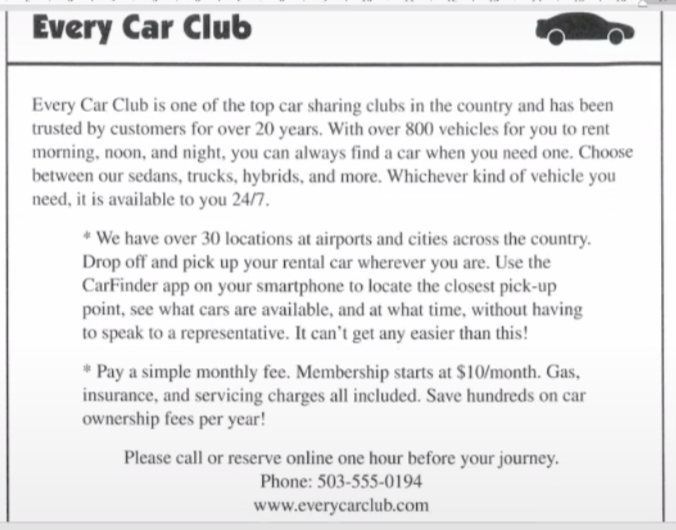 Every Car Club
Every Car Club is one of the top car sharing clubs in the country and has been
trusted by customers for over 20 years. With over 800 vehicles for you to rent
morning, noon, and night, you can always find a car when you need one. Choose
between our sedans, trucks, hybrids, and more. Whichever kind of vehicle you
need, it is available to you 24/7.
* We have over 30 locations at airports and cities across the country.
Drop off and pick up your rental car wherever you are. Use the
CarFinder app on your smartphone to locate the closest pick-up
point, see what cars are available, and at what time, without having
to speak to a representative. It can't get any easier than this!
* Pay a simple monthly fee. Membership starts at $10/month. Gas,
insurance, and servicing charges all included. Save hundreds on car
ownership fees per year!
Please call or reserve online one hour before your journey.
Phone: 503-555-0194
www.everycarclub.com